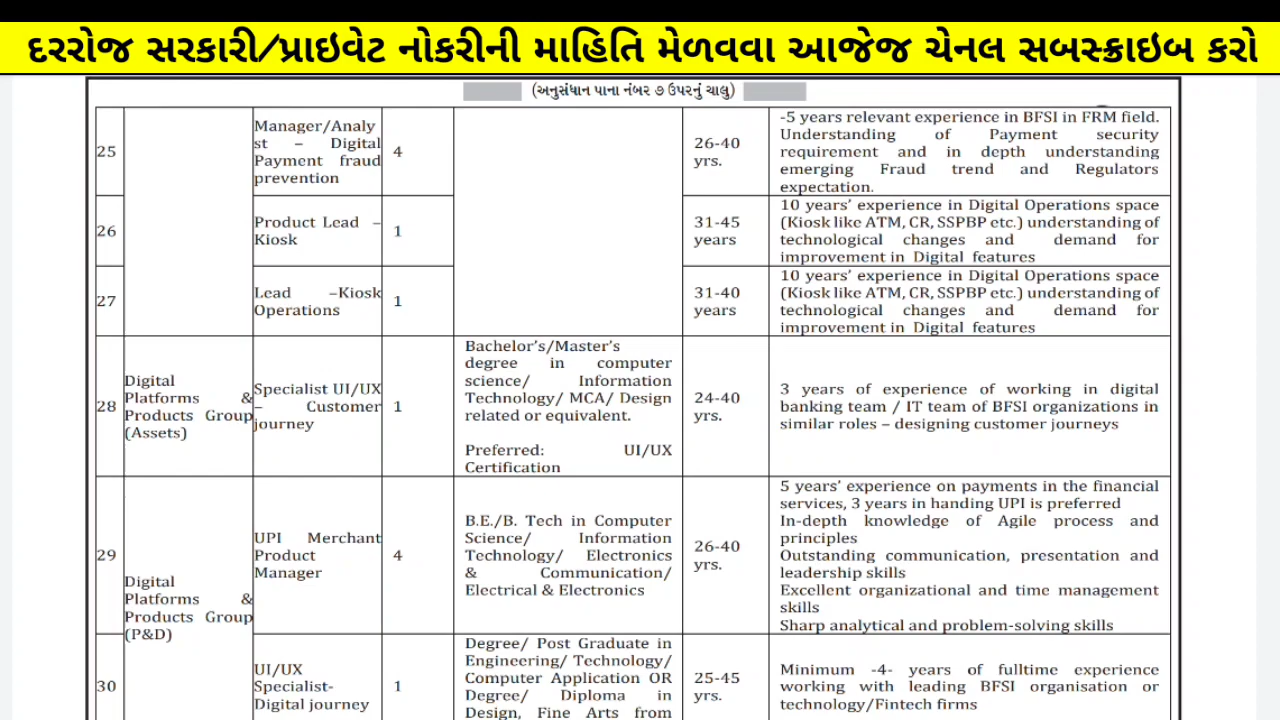 દરરોજ સરકારી/પ્રાઇવેટ નોકરીની માહિતિ મેળવવા આજેજ ચેનલ સબસ્ક્રાઇબ કરો
(અનુસંધાન પાના નંબર ૭ ઉપરનું ચાલુ)
25
Manager/Analy
st – Digital
Payment fraud
prevention
4
26-40
yrs.
-5 years relevant experience in BFSI in FRM field.
Understanding of Payment security
requirement and in depth understanding
emerging Fraud trend and Regulators
expectation.
26
Product Lead –
Kiosk
1
31-45
years
10 years’ experience in Digital Operations space
(Kiosk like ATM, CR, SSPBP etc.) understanding of
technological changes and demand for
improvement in Digital features
27
Lead –Kiosk
Operations
1
31-40
years
10 years’ experience in Digital Operations space
(Kiosk like ATM, CR, SSPBP etc.) understanding of
technological changes and demand for
improvement in Digital features
28
Digital
Platforms &
Products Group
(Assets)
Specialist UI/UX
– Customer
journey
1
Bachelor’s/Master’s
degree in computer
science/ Information
Technology/ MCA/ Design
related or equivalent.
Preferred: UI/UX
Certification
24-40
yrs.
3 years of experience of working in digital
banking team / IT team of BFSI organizations in
similar roles – designing customer journeys
29
Digital
Platforms &
Products Group
(P&D)
UPI Merchant
Product
Manager
4
B.E./B. Tech in Computer
Science/ Information
Technology/ Electronics
& Communication/
Electrical & Electronics
26-40
yrs.
5 years’ experience on payments in the financial
services, 3 years in handing UPI is preferred
In-depth knowledge of Agile process and
principles
Outstanding communication, presentation and
leadership skills
Excellent organizational and time management
skills
Sharp analytical and problem-solving skills
30
UI/UX
Specialist-
Digital journey
1
Degree/ Post Graduate in
Engineering/ Technology/
Computer Application OR
Degree/ Diploma in
Design, Fine Arts from
25-45
yrs.
Minimum -4- years of fulltime experience
working with leading BFSI organisation or
technology/Fintech firms